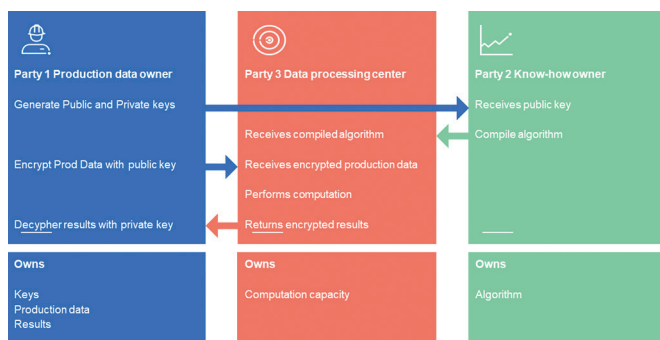 Party 1 Production data owner
Generate Public and Private keys
Encrypt Prod Data with public key
Decypher results with private key
Party 3 Data processing center
Receives compiled algorithm
Receives encrypted production data
Performs computation
Returns encrypted results
Party 2 Know-how owner
Receives public key
Compile algorithm
Owns
Keys
Production data
Results
Owns
Computation capacity
Owns
Algorithm